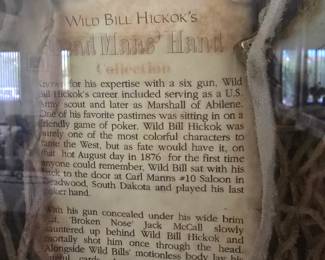 WILD BILL HICKOK'S
Dead Mans' Hand
Collection
Known for his expertise with a six gun, Wild
Bill Hickok's career included serving as a U.S.
Army scout and later as Marshall of Abilene.
One of his favorite pastimes was sitting in on a
friendly game of poker. Wild Bill Hickok was
surely one of the most colorful characters to
tame the West, but as fate would have it, on
that hot August day in 1876 for the first time
anyone could remember, Wild Bill sat with his
back to the door at Carl Manns #10 Saloon in
Deadwood, South Dakota and played his last
poker hand.
With his gun concealed under his wide brim
hat, 'Broken Nose' Jack McCall slowly
sauntered up behind Wild Bill Hickok and
mortally shot him once through the head.
Alongside Wild Bills' motionless body lay his